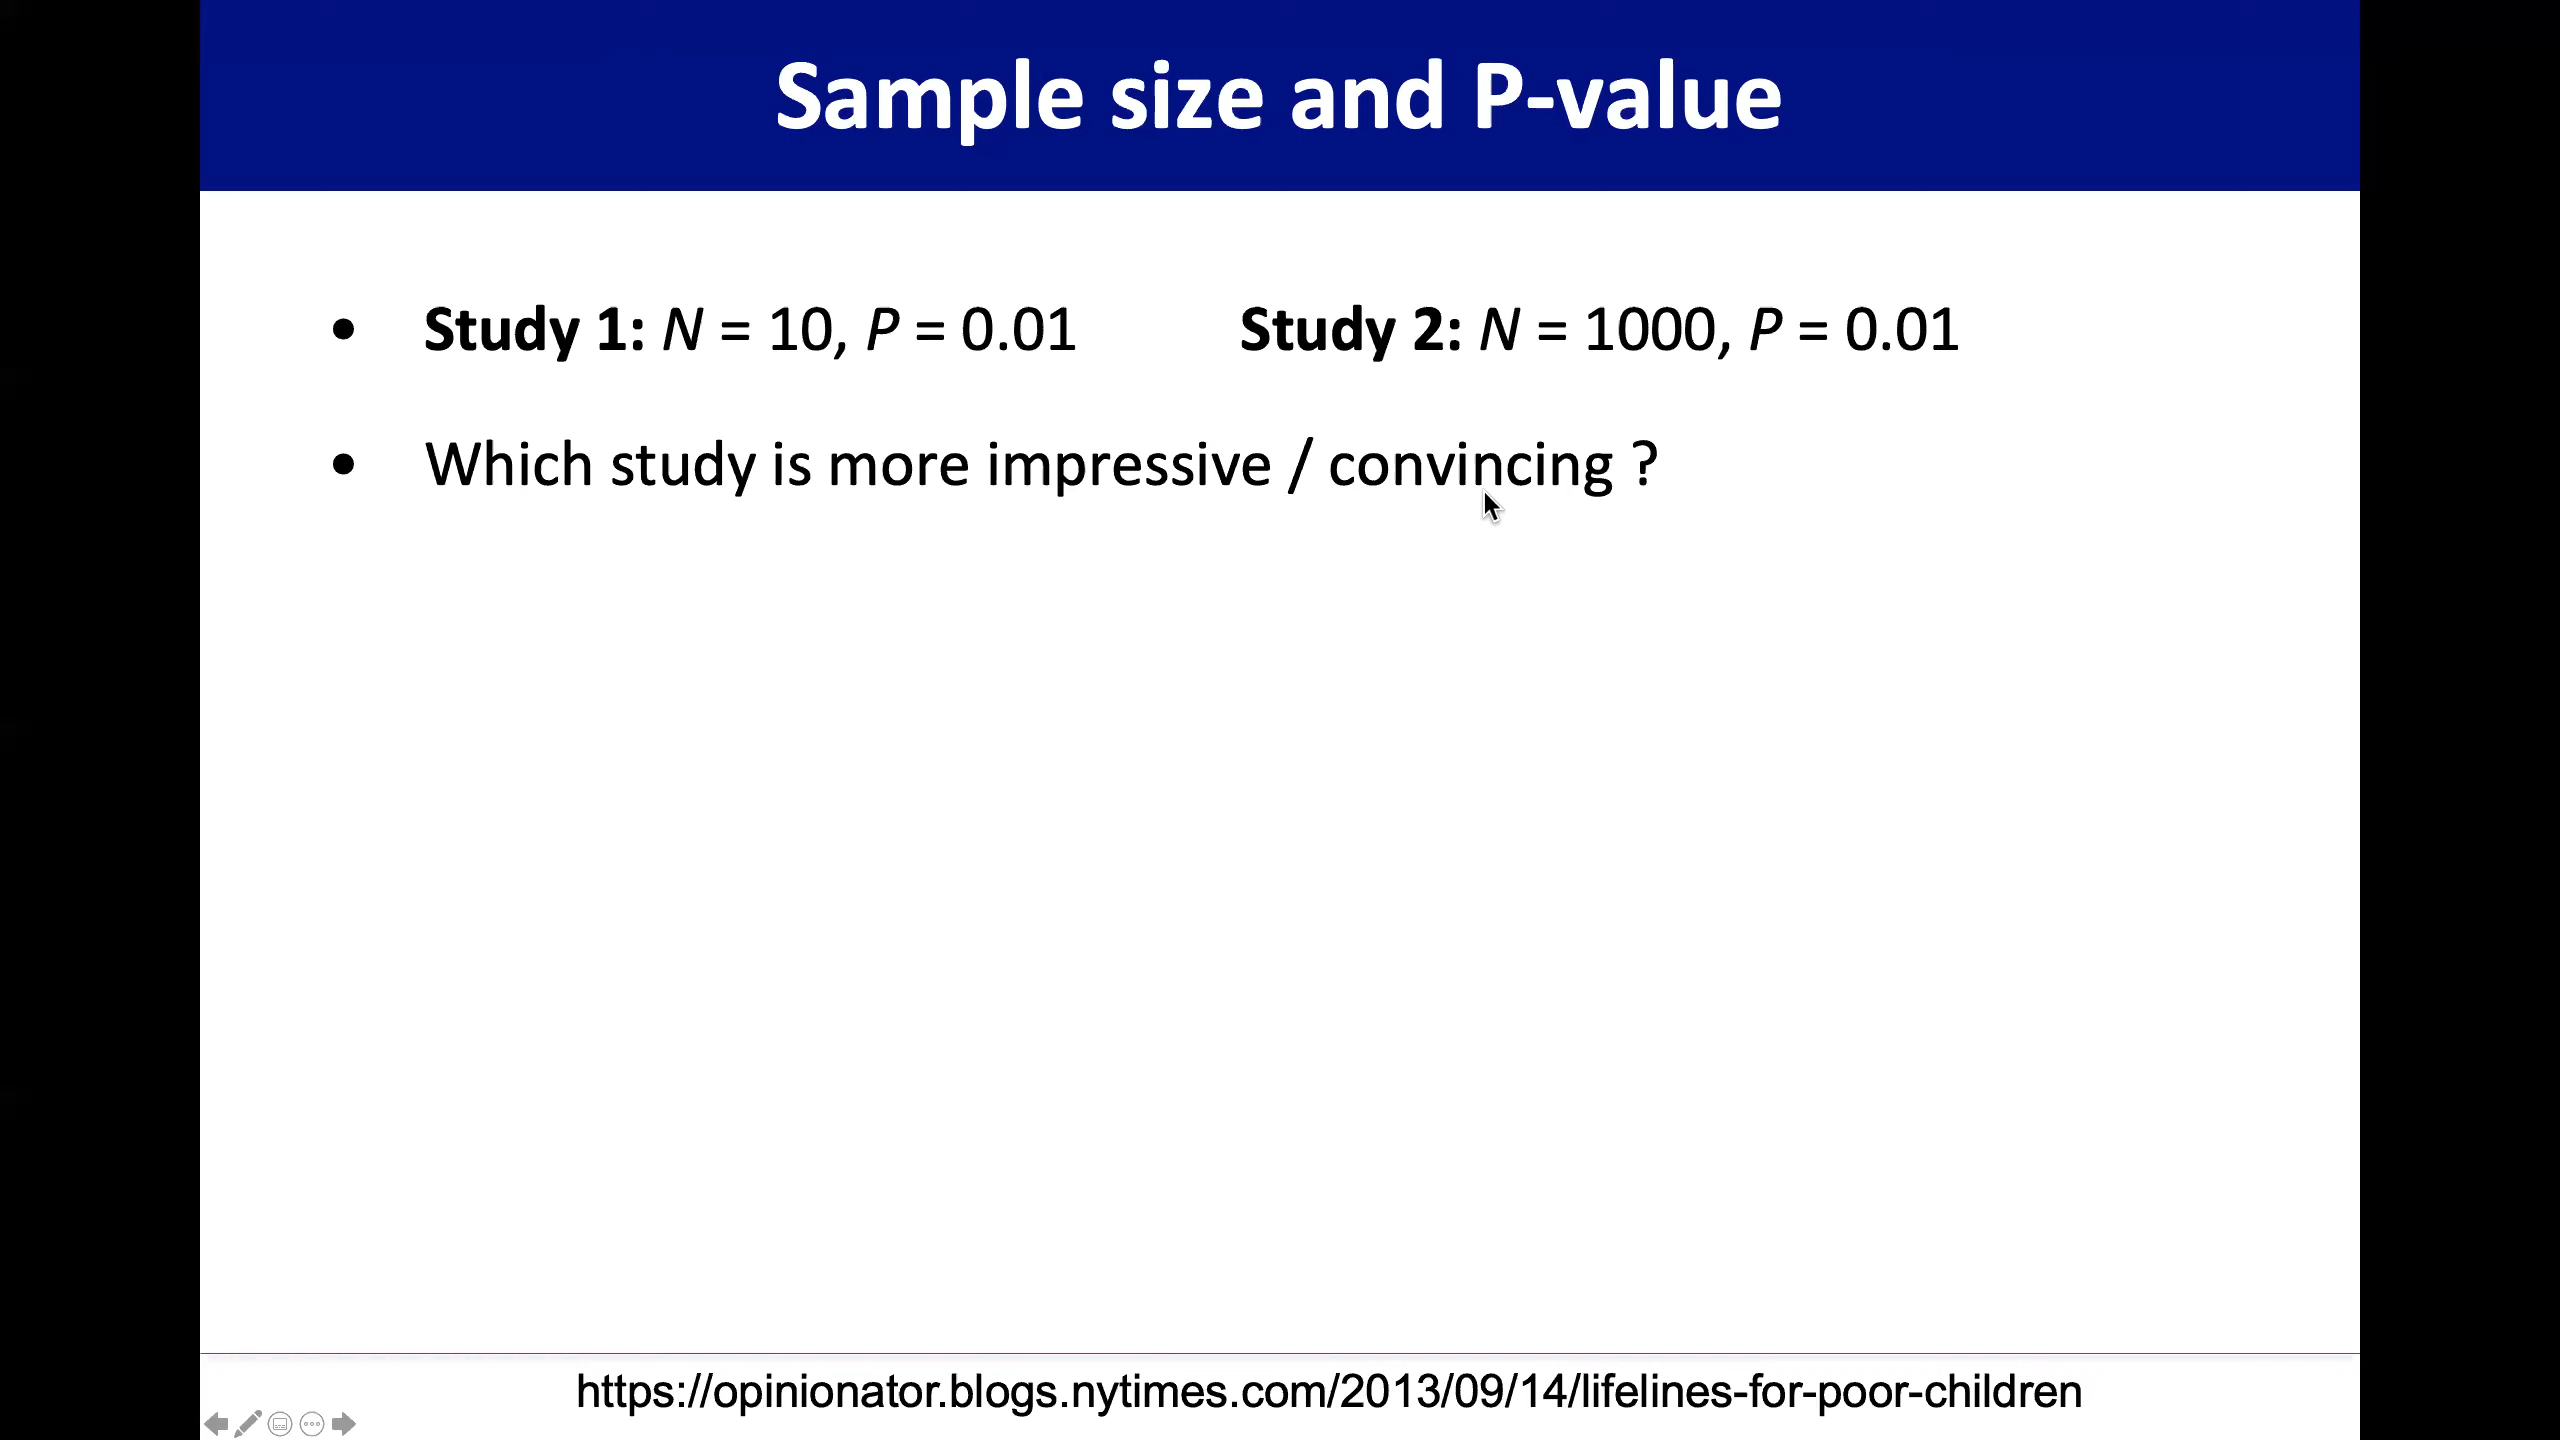 Sample size and P-value
• Study 1: N = 10, P = 0.01 Study 2: N = 1000, P = 0.01
• Which study is more impressive / convincing ?
https://opinionator.blogs.nytimes.com/2013/09/14/lifelines-for-poor-children